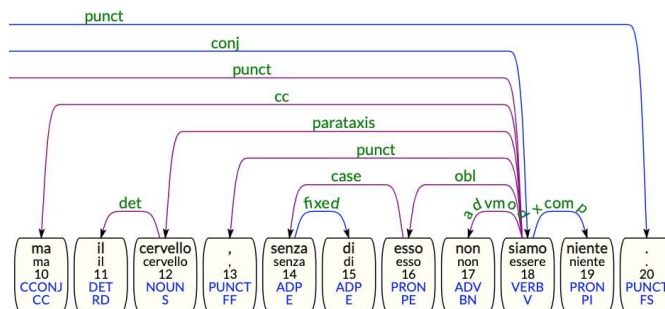 punct
conj
punct
cc
parataxis
punct
case obl
det fixed advmod xcomp
ma il cervello , senza di esso non siamo niente .
ma il cervello , senza di esso non essere niente .
10 11 12 13 14 15 16 17 18 19 20
CCONJ DET NOUN PUNCT ADP ADP PRON ADV VERB PRON PUNCT
CC RD S FF E E PE BN V PI FS